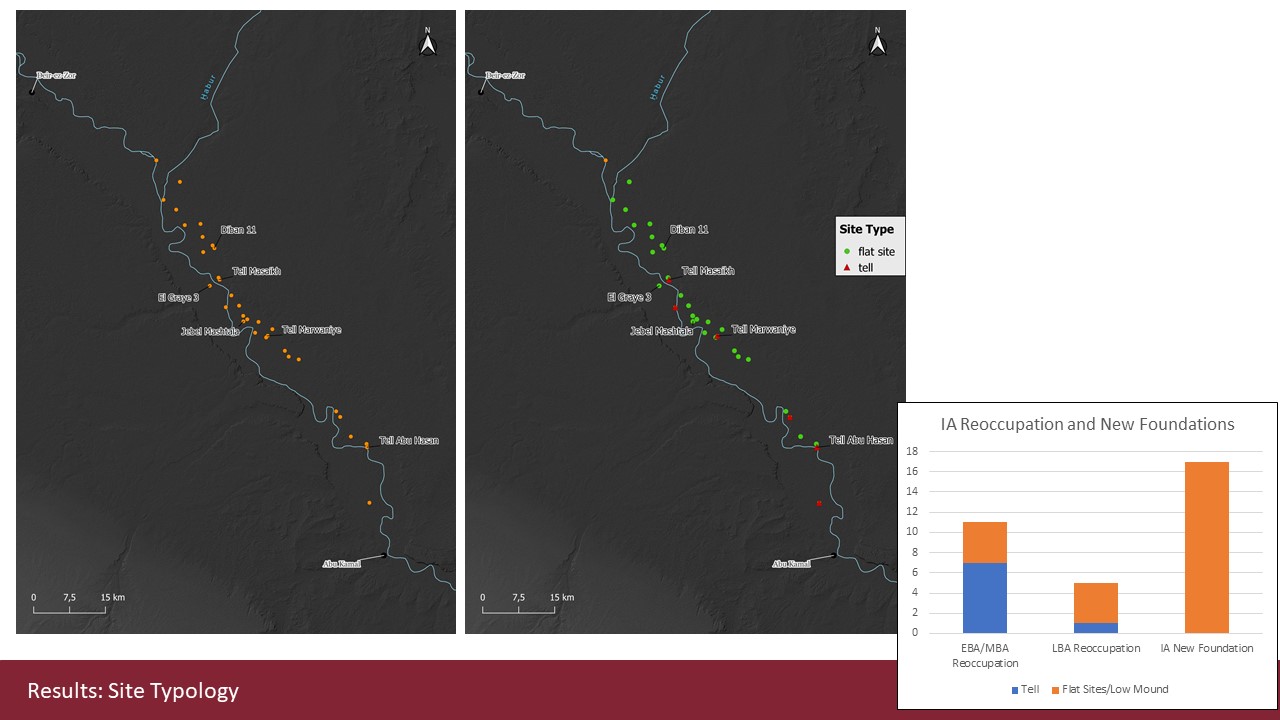 N
Deir-ez-Zor
Habur
Diban 11
Tell Masaikh
El Graye 3
Jebel Mashtala
Tell Marwaniye
Tell Abu Hasan
Abu Kamal
0 7,5 15 km
N
Deir-ez-Zor
Habur
Diban 11
Tell Masaikh
El Graye 3
Jebel Mashtala
Tell Marwaniye
Tell Abu Hasan
Abu Kamal
0 7,5 15 km
Site Type
flat site
tell
IA Reoccupation and New Foundations
18
16
14
12
10
8
6
4
2
0
EBA/MBA
Reoccupation
LBA Reoccupation
IA New Foundation
Tell Flat Sites/Low Mound
Results: Site Typology